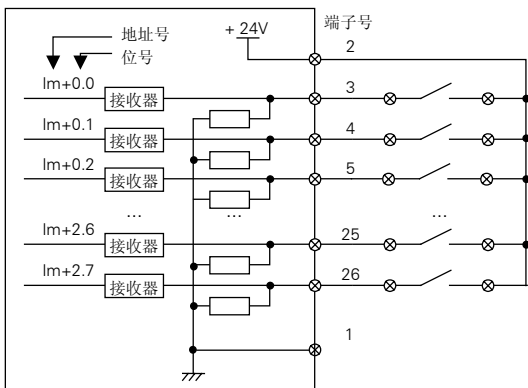 地址号
位号
+ 24V
端子号
2
Im+0.0
接收器
3
Im+0.1
接收器
4
Im+0.2
接收器
5
...
...
...
Im+2.6
接收器
25
Im+2.7
接收器
26
1